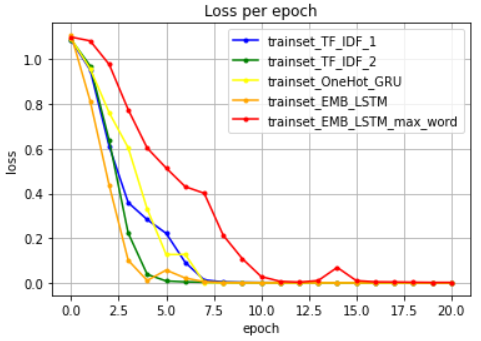 Loss per epoch
trainset_TF_IDF_1
trainset_TF_IDF_2
trainset_OneHot_GRU
trainset_EMB_LSTM
trainset_EMB_LSTM_max_word
loss
1.0
0.8
0.6
0.4
0.2
0.0
0.0 2.5 5.0 7.5 10.0 12.5 15.0 17.5 20.0
epoch